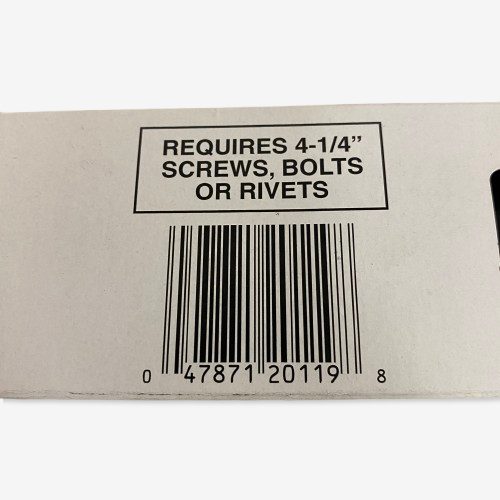 REQUIRES 4-1/4”
SCREWS, BOLTS
OR RIVETS
0 47871 20119 8